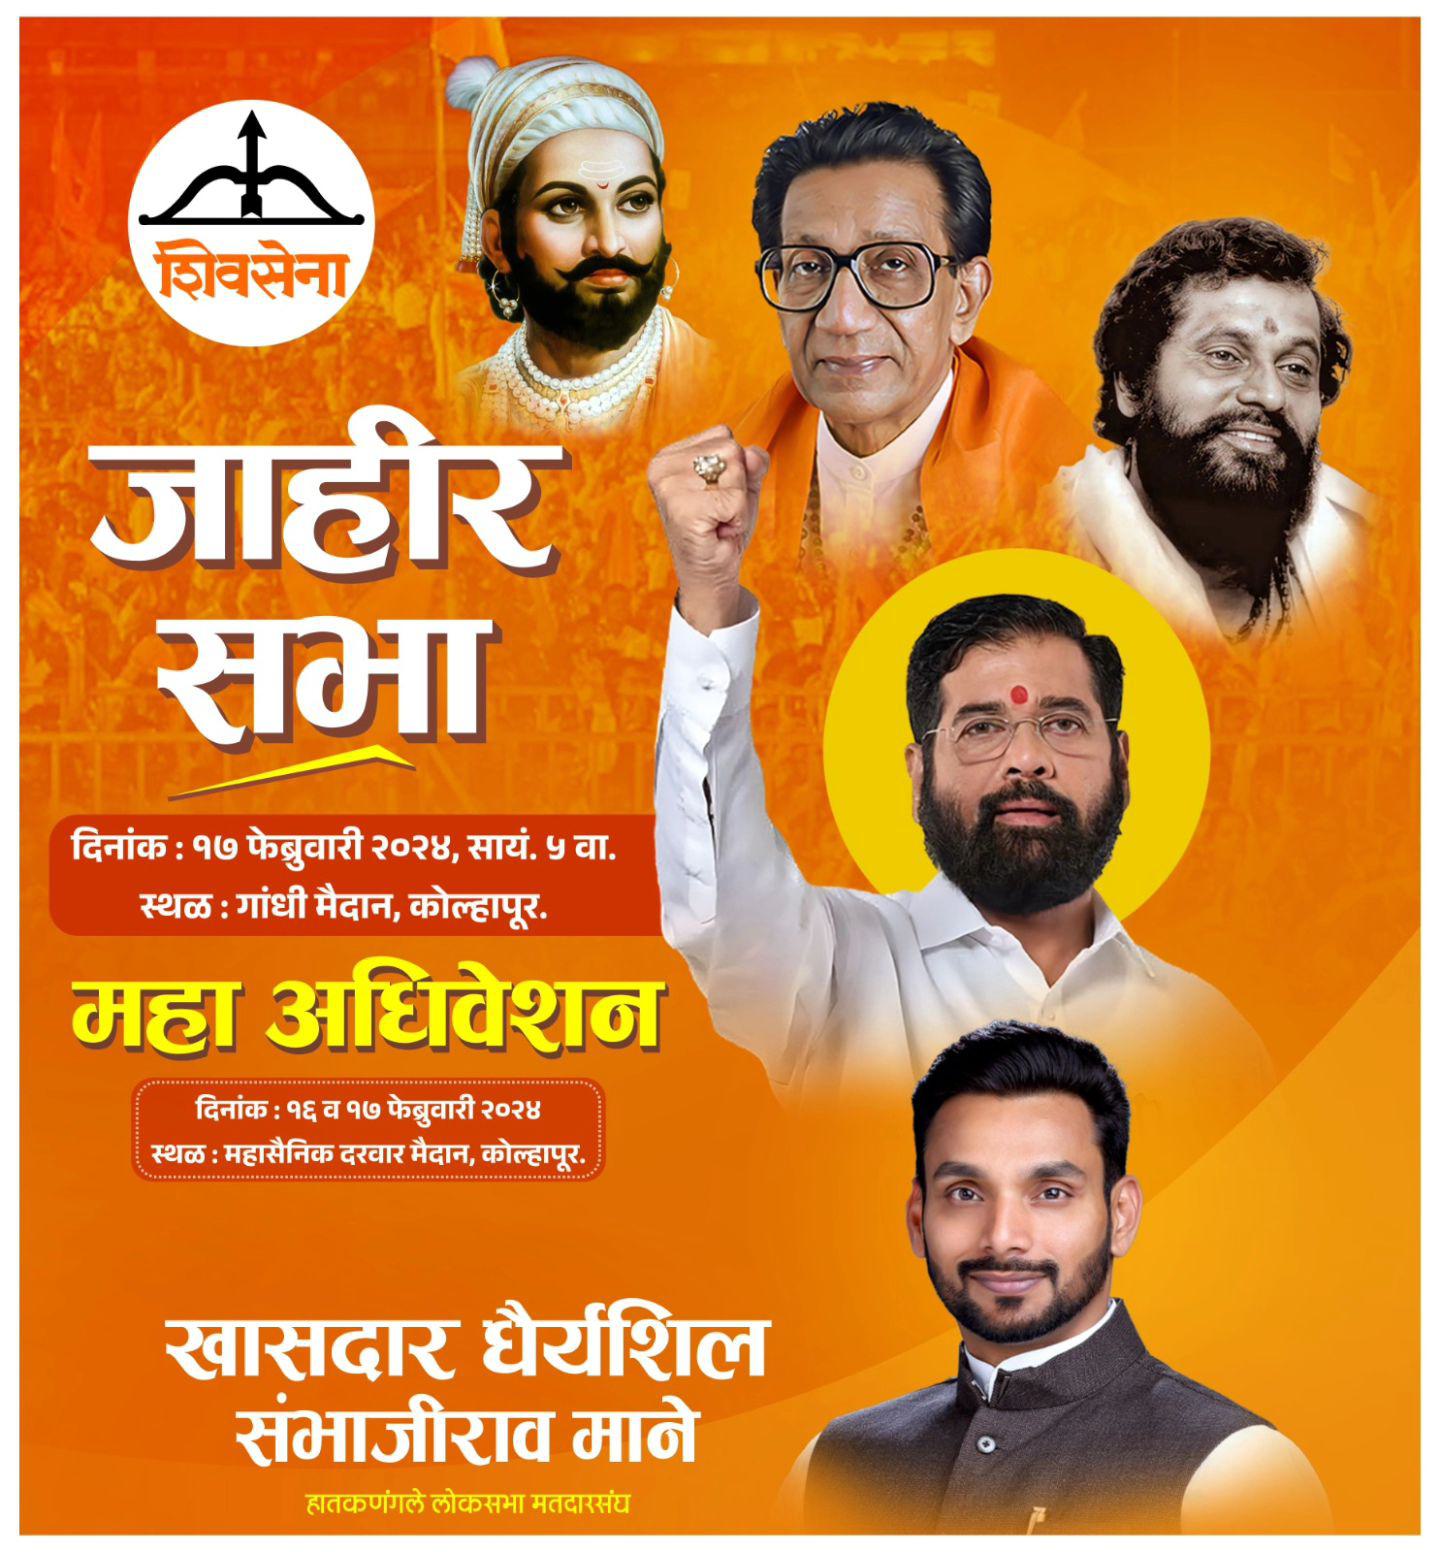 शिवसेना
जाहीर
सभा
दिनांक : १७ फेब्रुवारी २०२४, सायं. ५ वा.
स्थळ : गांधी मैदान, कोल्हापूर.
महा अधिवेशन
दिनांक : १६ व १७ फेब्रुवारी २०२४
स्थळ : महासैनिक दरवार मैदान, कोल्हापूर.
खासदार धैर्यशिल
संभाजीराव माने
हातकणंगले लोकसभा मतदारसंघ